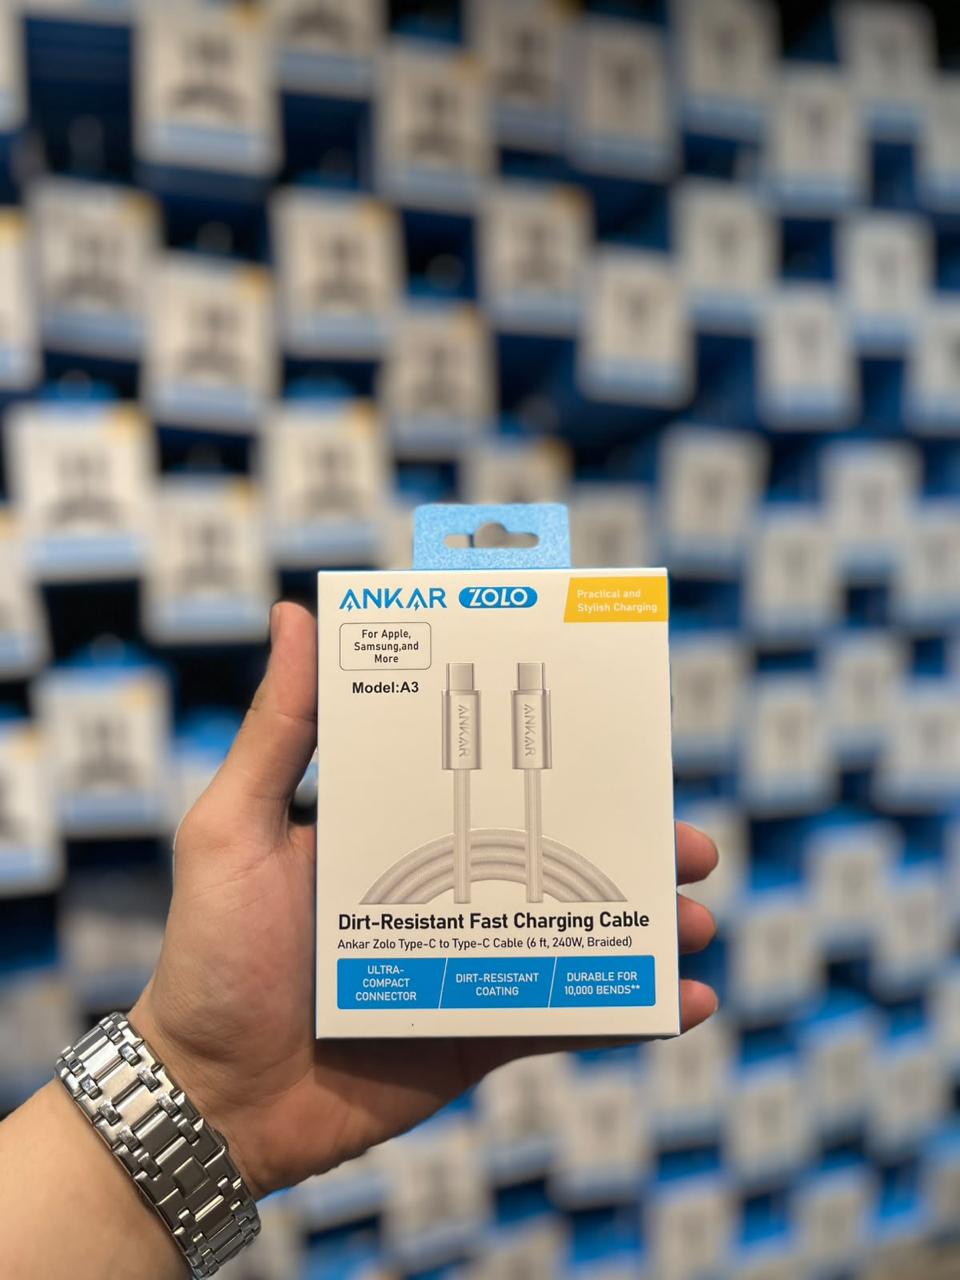 ANKAR ZOLO
Practical and
Stylish Charging
For Apple,
Samsung,and
More
Model:A3
ANKAR
ANKAR
Dirt-Resistant Fast Charging Cable
Ankar Zolo Type-C to Type-C Cable (6 ft, 240W, Braided)
ULTRA-
COMPACT
CONNECTOR
DIRT-RESISTANT
COATING
DURABLE FOR
10,000 BENDS**